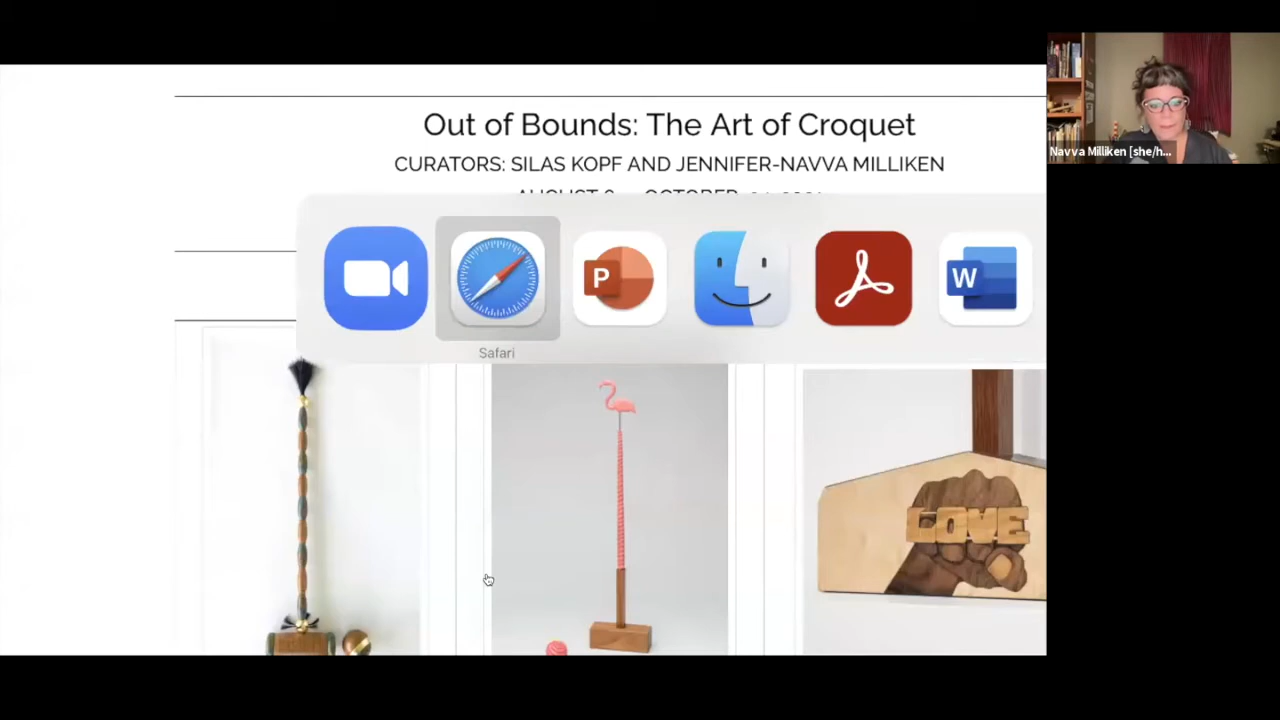 Out of Bounds: The Art of Croquet
CURATORS: SILAS KOPF AND JENNIFER-NAVVA MILLIKEN
Navva Milliken [she/h...
P
W
Safari
LOVE